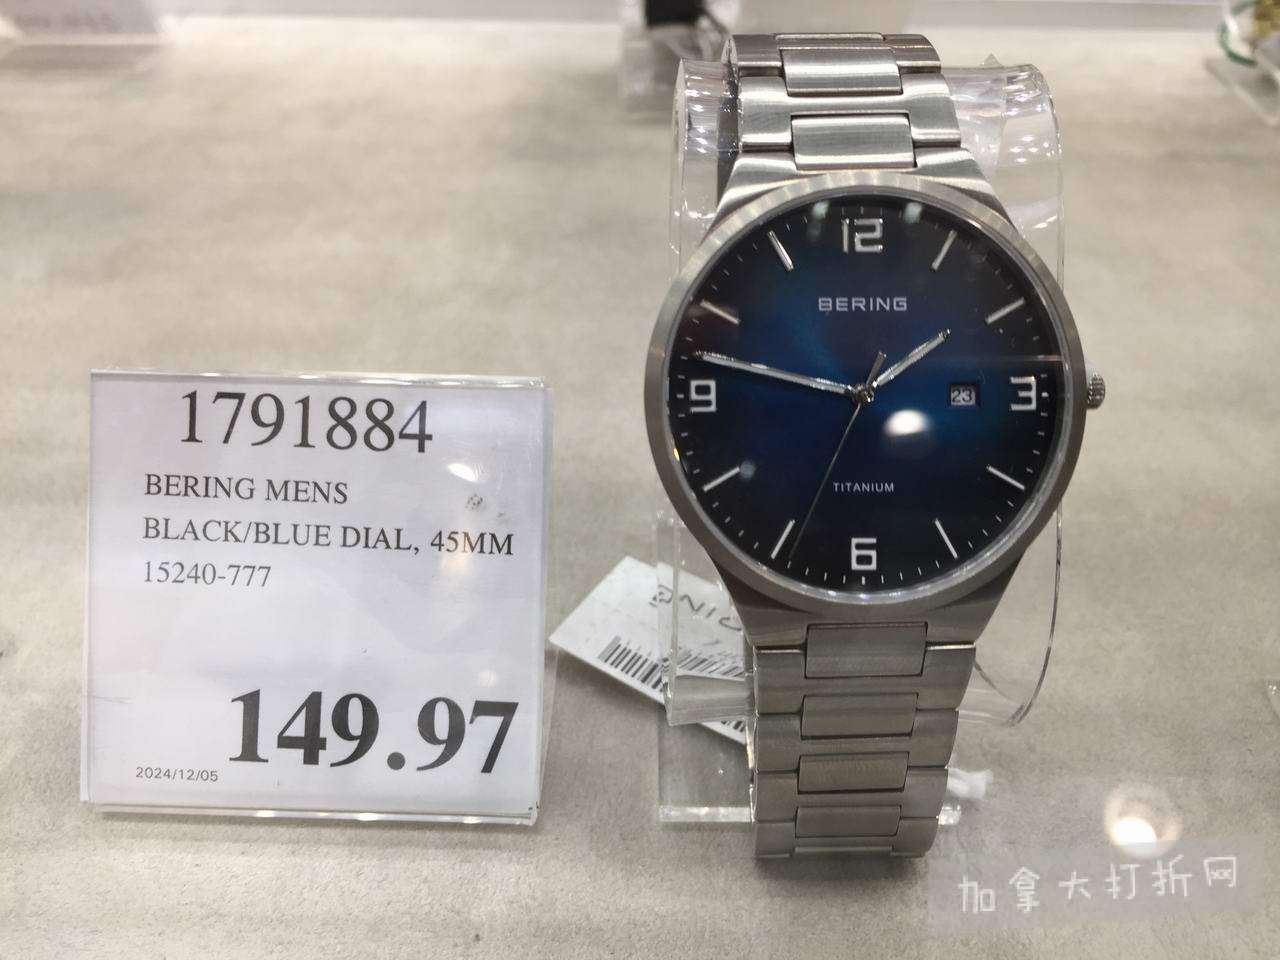 1791884
BERING MENS
BLACK/BLUE DIAL, 45MM
15240-777
149.97
2024/12/05
12
BERING
9
23
3
TITANIUM
6
加拿大打折网